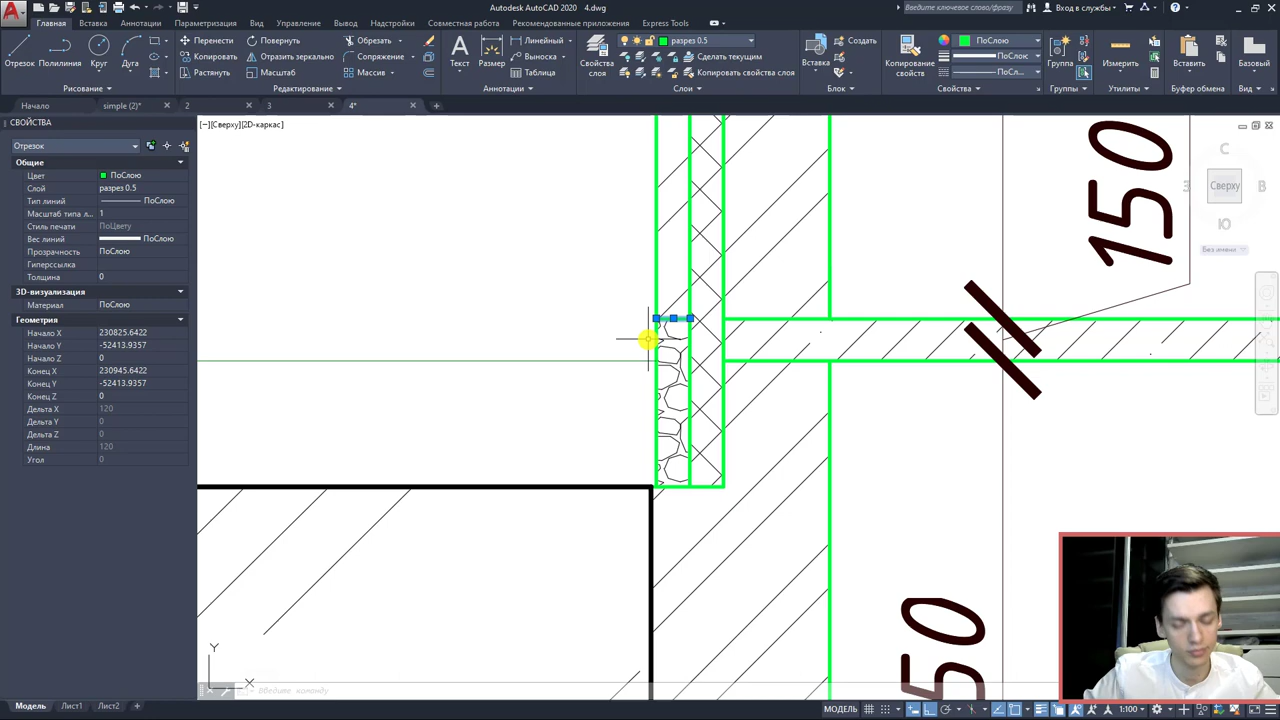 Autodesk AutoCAD 2020 4.dwg
Введите ключевое слово/фразу
Вход в службы
Главная Вставка Аннотации Параметризация Вид Управление Вывод Надстройки Совместная работа Рекомендованные приложения Express Tools
Отрезок Полилиния Круг Дуга
Перенести Повернуть Обрезать
Копировать Отразить зеркально Сопряжение
Растянуть Масштаб Массив
Текст Размер
Линейный
Выноска
Таблица
Свойства слоя
разрез 0.5
Сделать текущим
Копировать свойства слоя
Вставка
Создать
Копирование свойств
ПоСлою
ПоСлок
ПоСл...
Группа
Измерить
Вставить
Базовый
Рисование Редактирование Аннотации Слои Блок Свойства Группы Утилиты Буфер обмена Вид
Начало simple (2)* 2 3 4*
СВОЙСТВА
[−][Сверху][2D-каркас]
Отрезок
Общие
Цвет ПоСлою
Слой разрез 0.5
Тип линий ПоСлою
Масштаб типа л... 1
Стиль печати ПоЦвету
Вес линий ПоСлою
Прозрачность ПоСлою
Гиперссылка
Толщина 0
3D-визуализация
Материал ПоСлою
Геометрия
Начало X 230825.6422
Начало Y -52413.9357
Начало Z 0
Конец X 230945.6422
Конец Y -52413.9357
Конец Z 0
Дельта X 120
Дельта Y 0
Дельта Z 0
Длина 120
Угол 0
150
С
З Сверху В
Ю
Без имени
50
Y
X
Введите команду
Модель Лист1 Лист2
МОДЕЛЬ
1:100